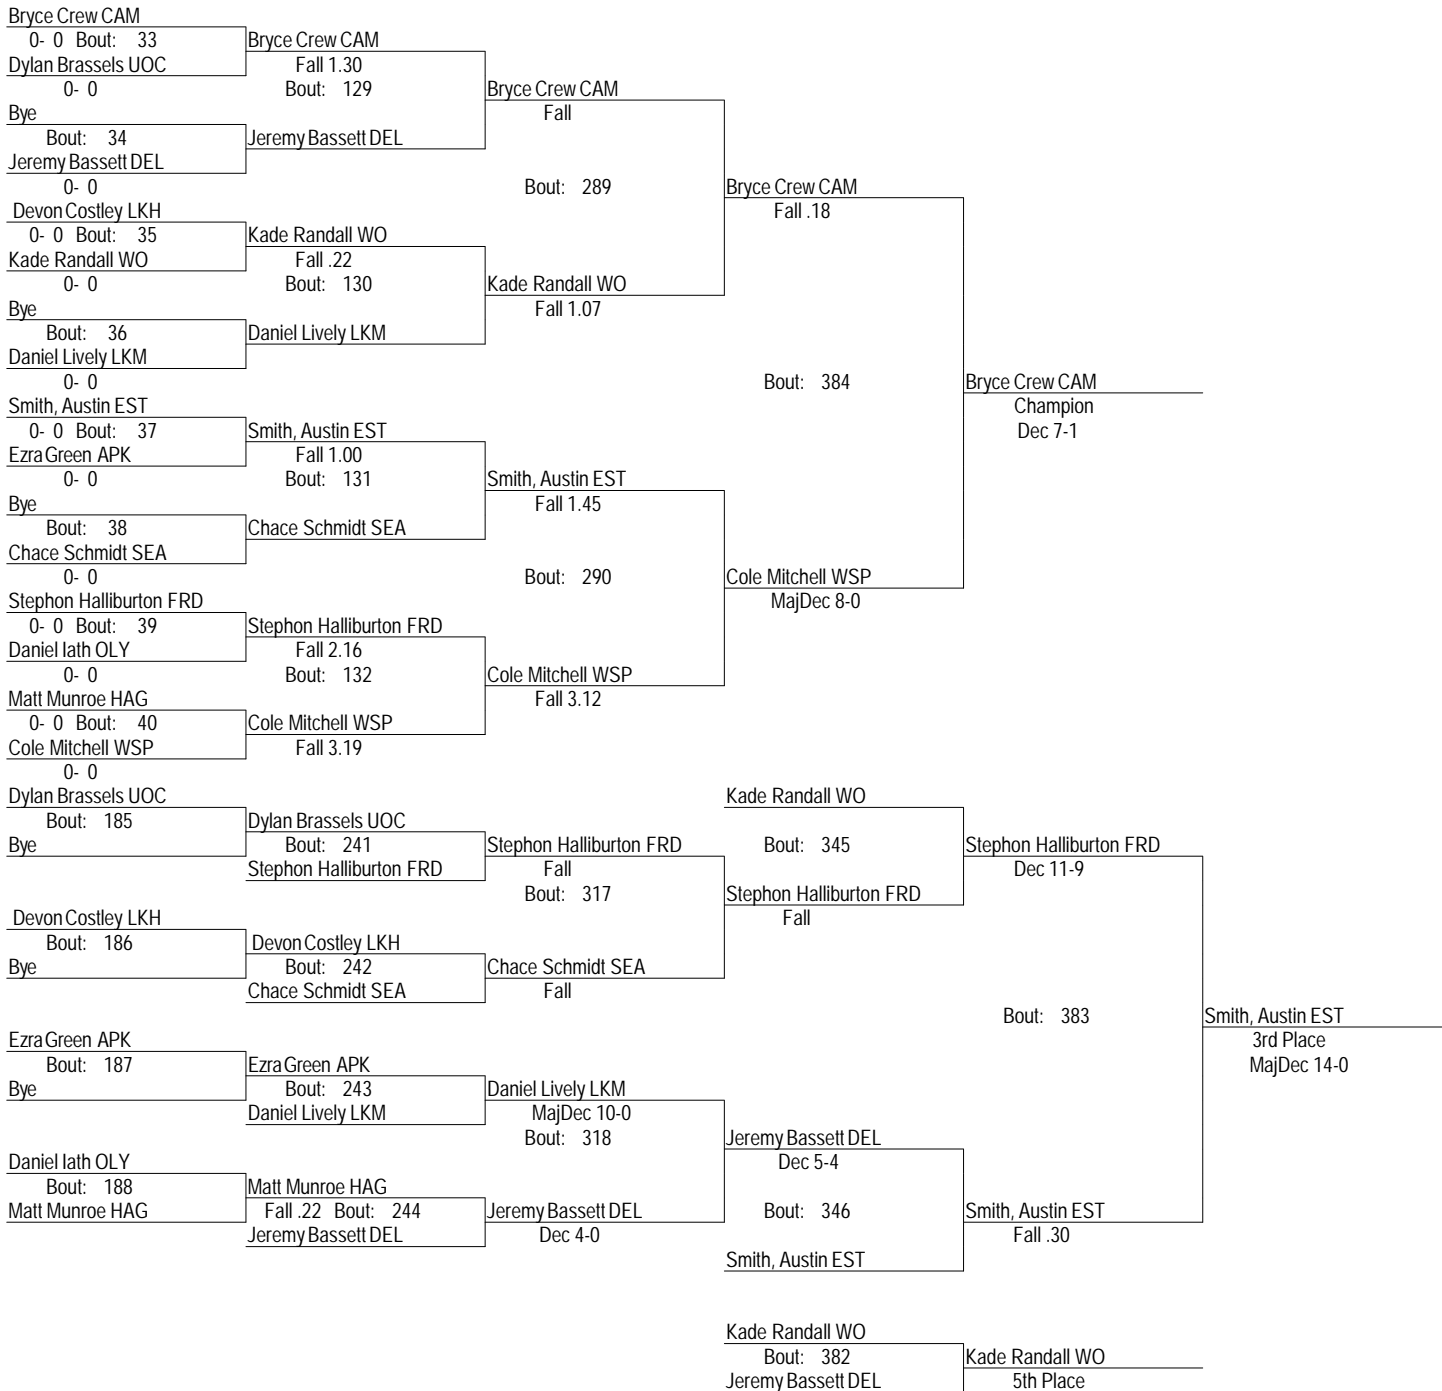 Bryce Crew CAM
0- 0 Bout: 33
Bryce Crew CAM
Dylan Brassels UOC
Fall 1.30
0- 0
Bout: 129
Bryce Crew CAM
Bye
Fall
Bout: 34
Jeremy Bassett DEL
Jeremy Bassett DEL
0- 0
Bout: 289
Bryce Crew CAM
Devon Costley LKH
Fall .18
0- 0 Bout: 35
Kade Randall WO
Kade Randall WO
Fall .22
0- 0
Bout: 130
Kade Randall WO
Bye
Fall 1.07
Bout: 36
Daniel Lively LKM
Daniel Lively LKM
0- 0
Bout: 384
Bryce Crew CAM
Smith, Austin EST
Champion
0- 0 Bout: 37
Smith, Austin EST
Dec 7-1
Ezra Green APK
Fall 1.00
0- 0
Bout: 131
Smith, Austin EST
Bye
Fall 1.45
Bout: 38
Chace Schmidt SEA
Chace Schmidt SEA
0- 0
Bout: 290
Cole Mitchell WSP
Stephon Halliburton FRD
MajDec 8-0
0- 0 Bout: 39
Stephon Halliburton FRD
Daniel Iath OLY
Fall 2.16
0- 0
Bout: 132
Cole Mitchell WSP
Matt Munroe HAG
Fall 3.12
0- 0 Bout: 40
Cole Mitchell WSP
Cole Mitchell WSP
Fall 3.19
0- 0
Dylan Brassels UOC
Kade Randall WO
Bout: 185
Dylan Brassels UOC
Bye
Bout: 241
Stephon Halliburton FRD
Bout: 345
Stephon Halliburton FRD
Stephon Halliburton FRD
Fall
Dec 11-9
Bout: 317
Stephon Halliburton FRD
Devon Costley LKH
Fall
Bout: 186
Devon Costley LKH
Bye
Bout: 242
Chace Schmidt SEA
Chace Schmidt SEA
Fall
Bout: 383
Smith, Austin EST
Ezra Green APK
3rd Place
Bout: 187
Ezra Green APK
MajDec 14-0
Bye
Bout: 243
Daniel Lively LKM
Daniel Lively LKM
MajDec 10-0
Bout: 318
Jeremy Bassett DEL
Daniel Iath OLY
Dec 5-4
Bout: 188
Matt Munroe HAG
Matt Munroe HAG
Fall .22 Bout: 244
Jeremy Bassett DEL
Bout: 346
Smith, Austin EST
Jeremy Bassett DEL
Dec 4-0
Fall .30
Smith, Austin EST
Kade Randall WO
Bout: 382
Kade Randall WO
Jeremy Bassett DEL
5th Place